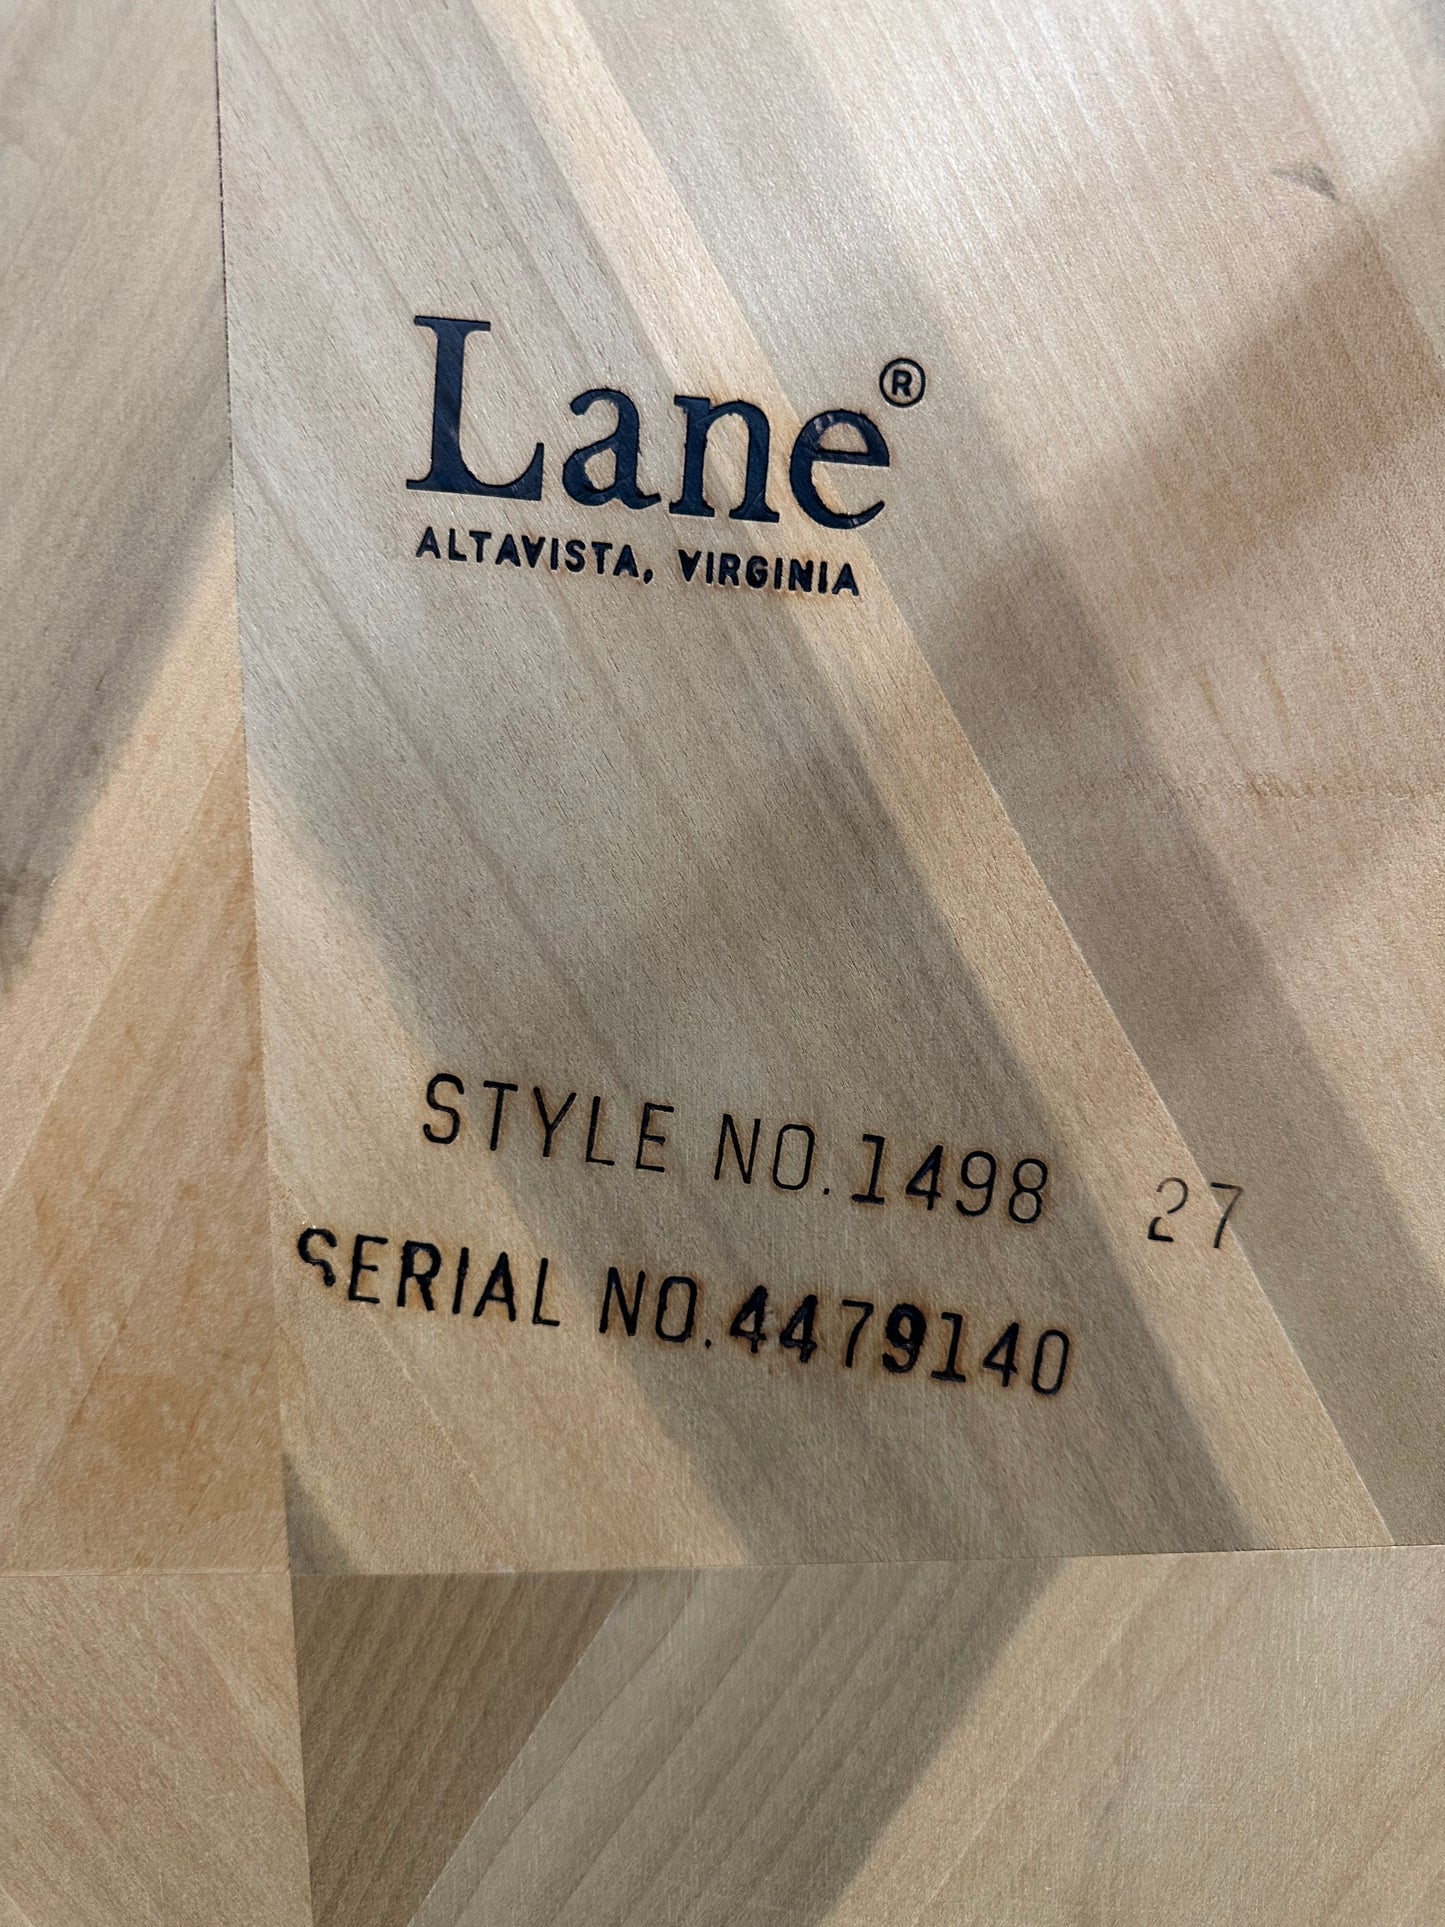 Lane®
ALTAVISTA, VIRGINIA
STYLE NO. 1498 27
SERIAL NO. 4479140